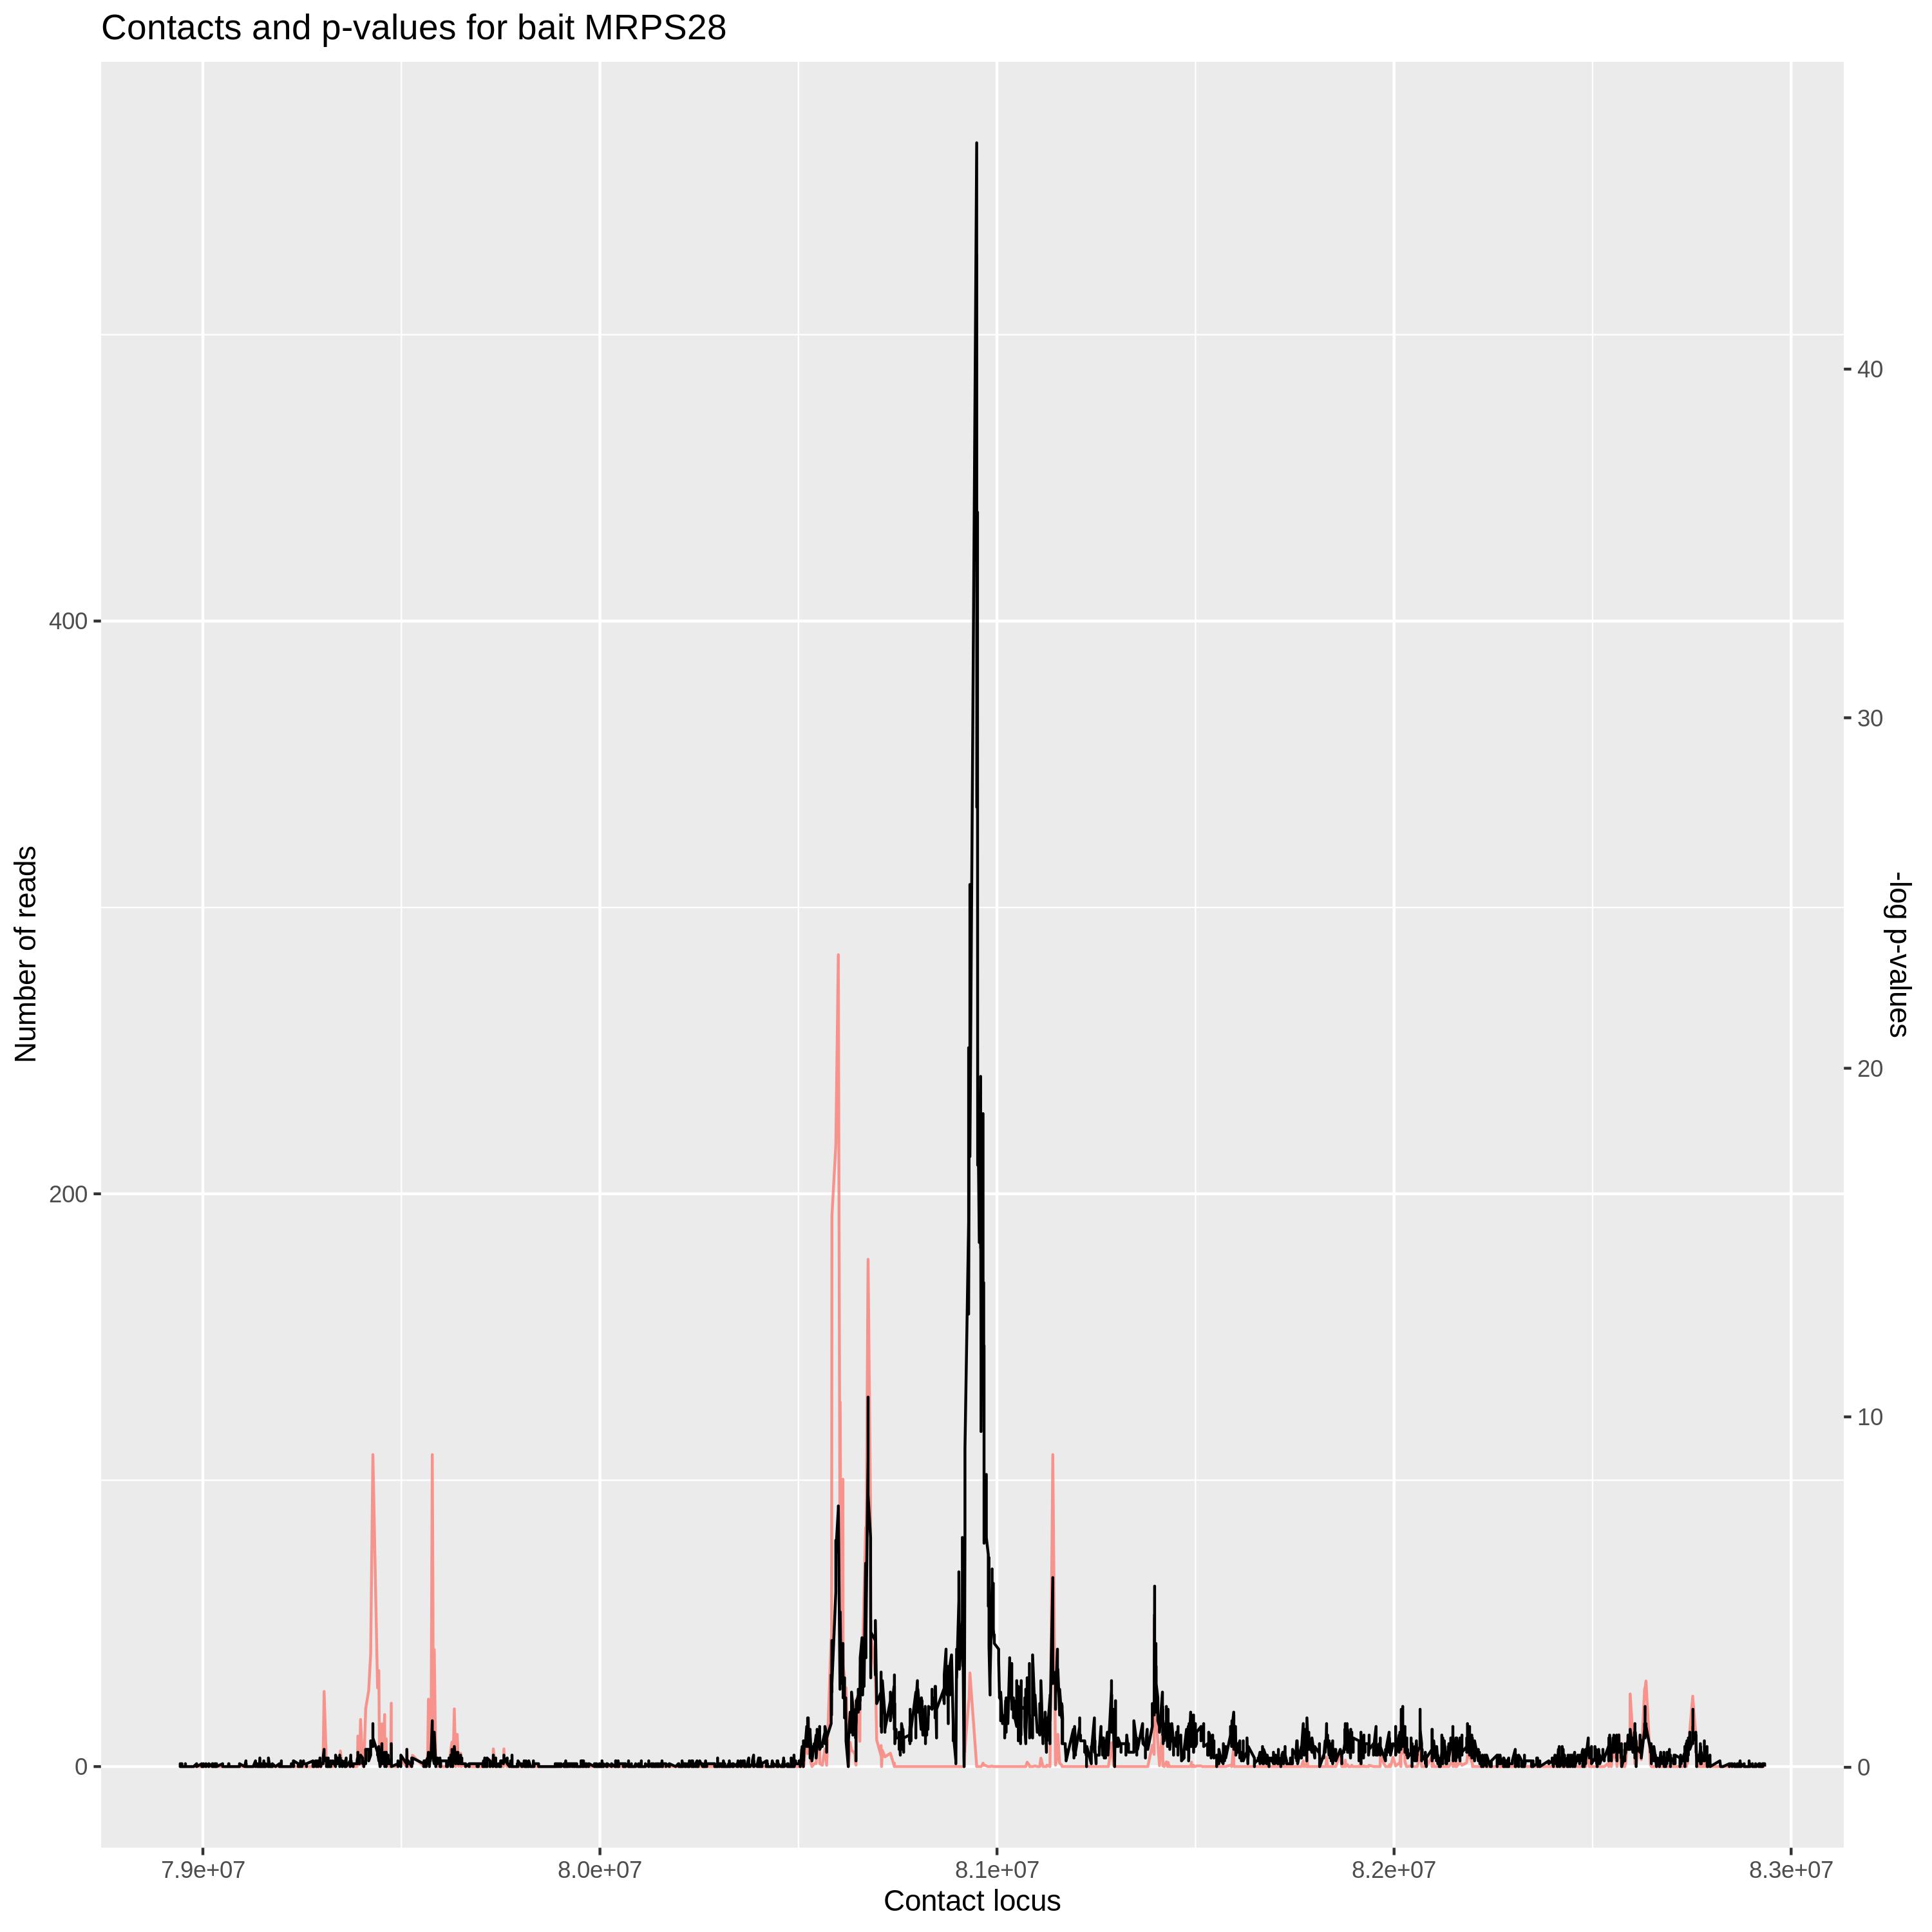 Contacts and p-values for bait MRPS28
Number of reads
400
200
0
40
30
20
10
0
-log p-values
7.9e+07
8.0e+07
8.1e+07
8.2e+07
8.3e+07
Contact locus